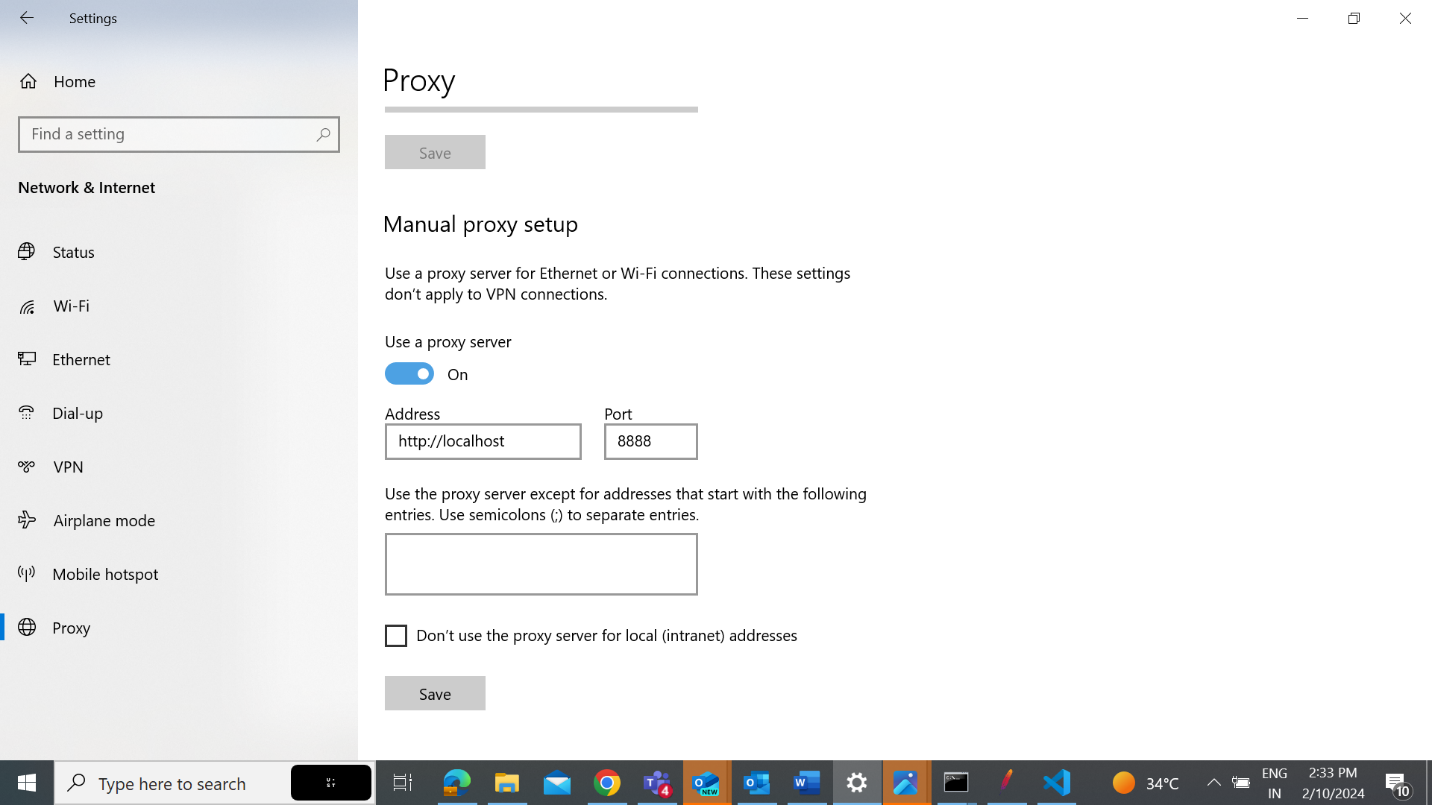 Settings
Home
Find a setting
Network & Internet
Status
Wi-Fi
Ethernet
Dial-up
VPN
Airplane mode
Mobile hotspot
Proxy
Proxy
Save
Manual proxy setup
Use a proxy server for Ethernet or Wi-Fi connections. These settings
don't apply to VPN connections.
Use a proxy server
On
Address Port
http://localhost 8888
Use the proxy server except for addresses that start with the following
entries. Use semicolons (;) to separate entries.
Don't use the proxy server for local (intranet) addresses
Save
Type here to search
4
NEW
34°C
ENG
IN
2:33 PM
2/10/2024
10